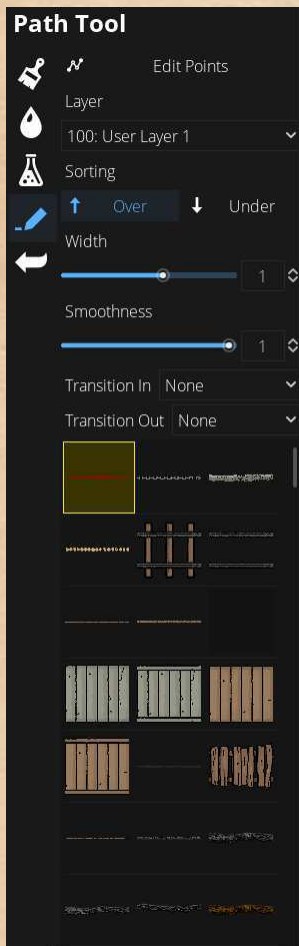 Path Tool
Edit Points
Layer
100: User Layer 1
Sorting
Over Under
Width
1
Smoothness
1
Transition In None
Transition Out None